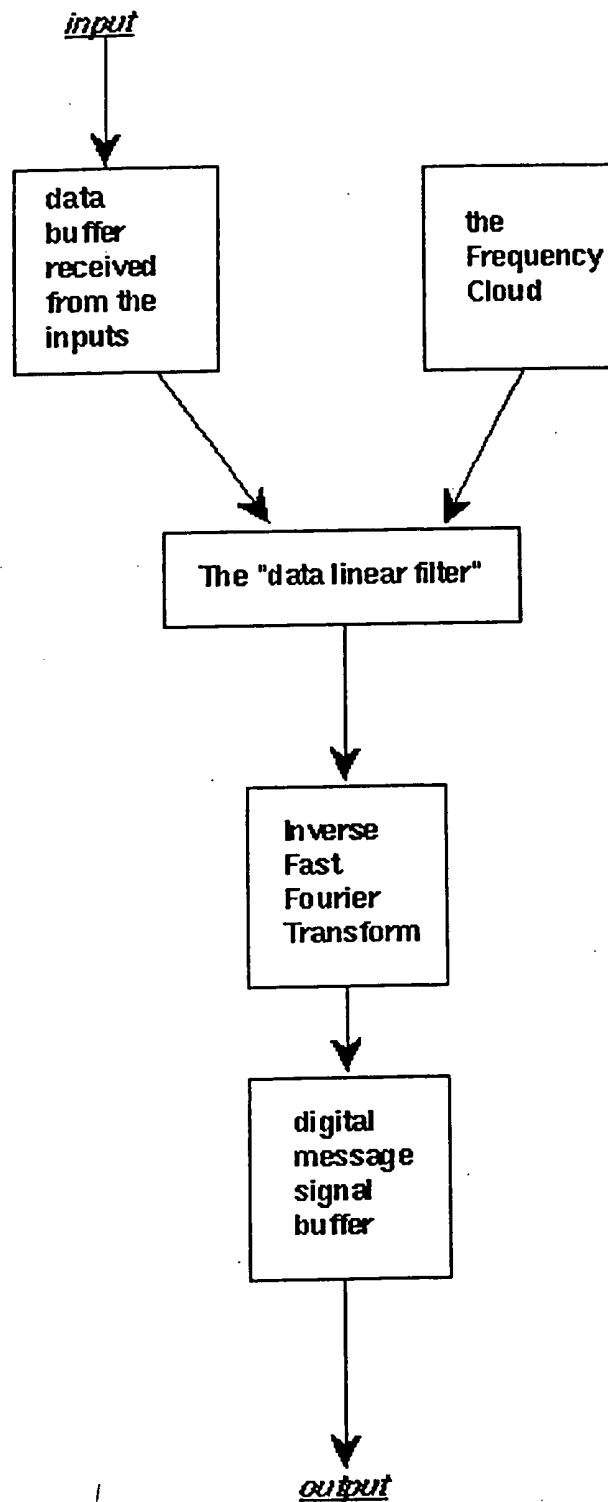 input
data
buffer
received
from the
inputs
the
Frequency
Cloud
The "data linear filter"
Inverse
Fast
Fourier
Transform
digital
message
signal
buffer
output